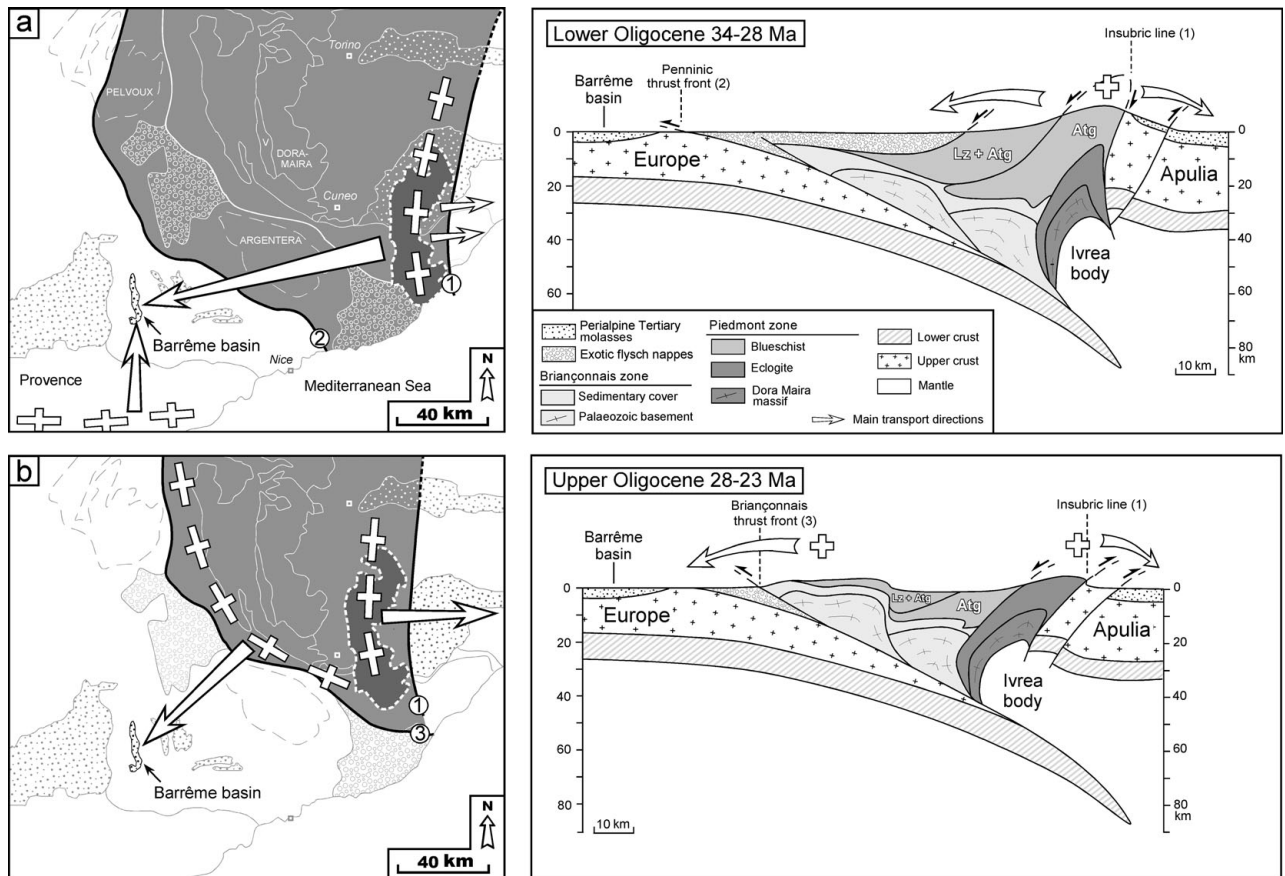 a
Torino
PELVOUX
DORA-
MAIRA
V
Cuneo
ARGENTERA
1
2
Barrême basin
Nice
Provence
Mediterranean Sea
N
40 km
Lower Oligocene 34-28 Ma
Insubric line (1)
Penninic
thrust front (2)
Barrême
basin
Atg
Lz + Atg
Europe
Apulia
Ivrea
body
0
20
40
60
0
20
40
60
80
km
10 km
Perialpine Tertiary
molasses
Exotic flysch nappes
Briançonnais zone
Sedimentary cover
Palaeozoic basement
Piedmont zone
Blueschist
Eclogite
Dora Maira
massif
Lower crust
Upper crust
Mantle
Main transport directions
b
1
3
Barrême basin
N
40 km
Upper Oligocene 28-23 Ma
Briançonnais
thrust front (3)
Insubric line (1)
Barrême
basin
Lz + Atg
Atg
Europe
Apulia
Ivrea
body
0
20
40
60
80
0
20
40
60
80
km
10 km